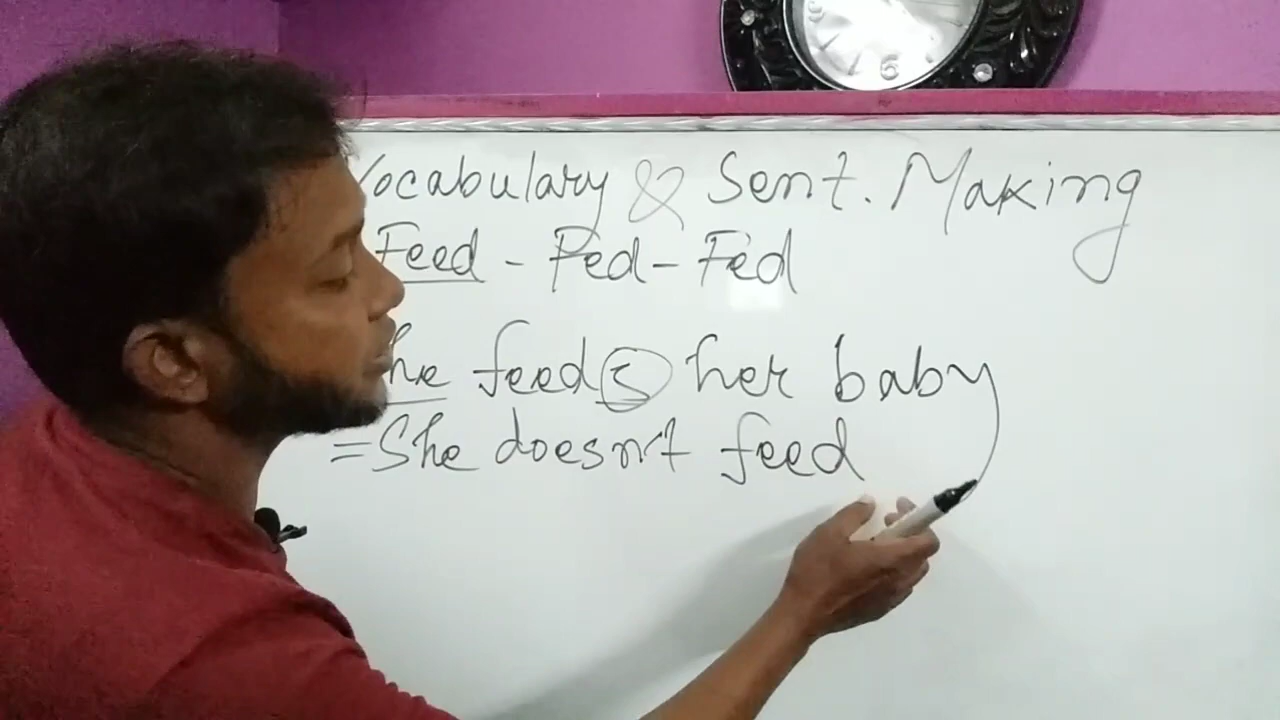 Vocabulary & Sent. Making
Feed - Fed - Fed
She feeds her baby
=She doesn't feed